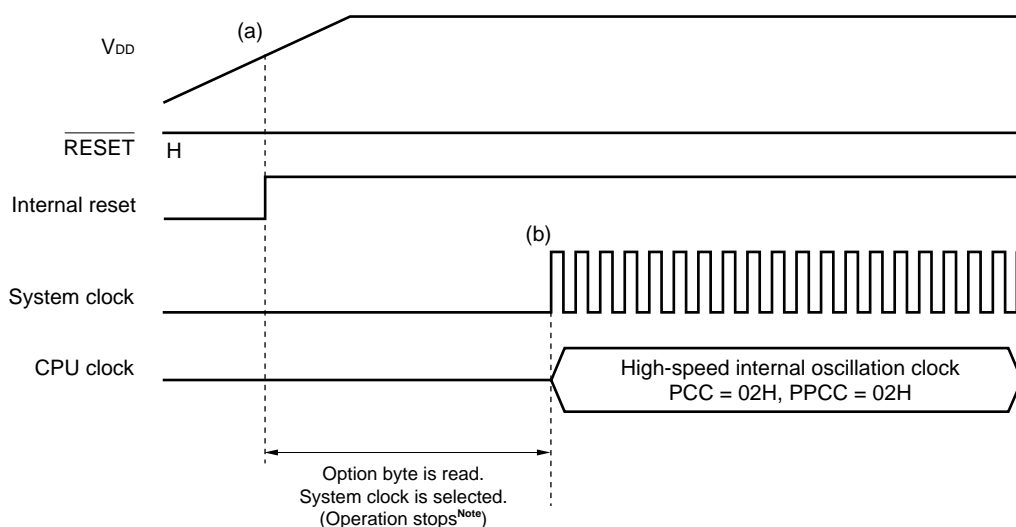 (a)
VDD
RESET
H
Internal reset
(b)
System clock
CPU clock
High-speed internal oscillation clock
PCC = 02H, PPCC = 02H
Option byte is read.
System clock is selected.
(Operation stopsNote)